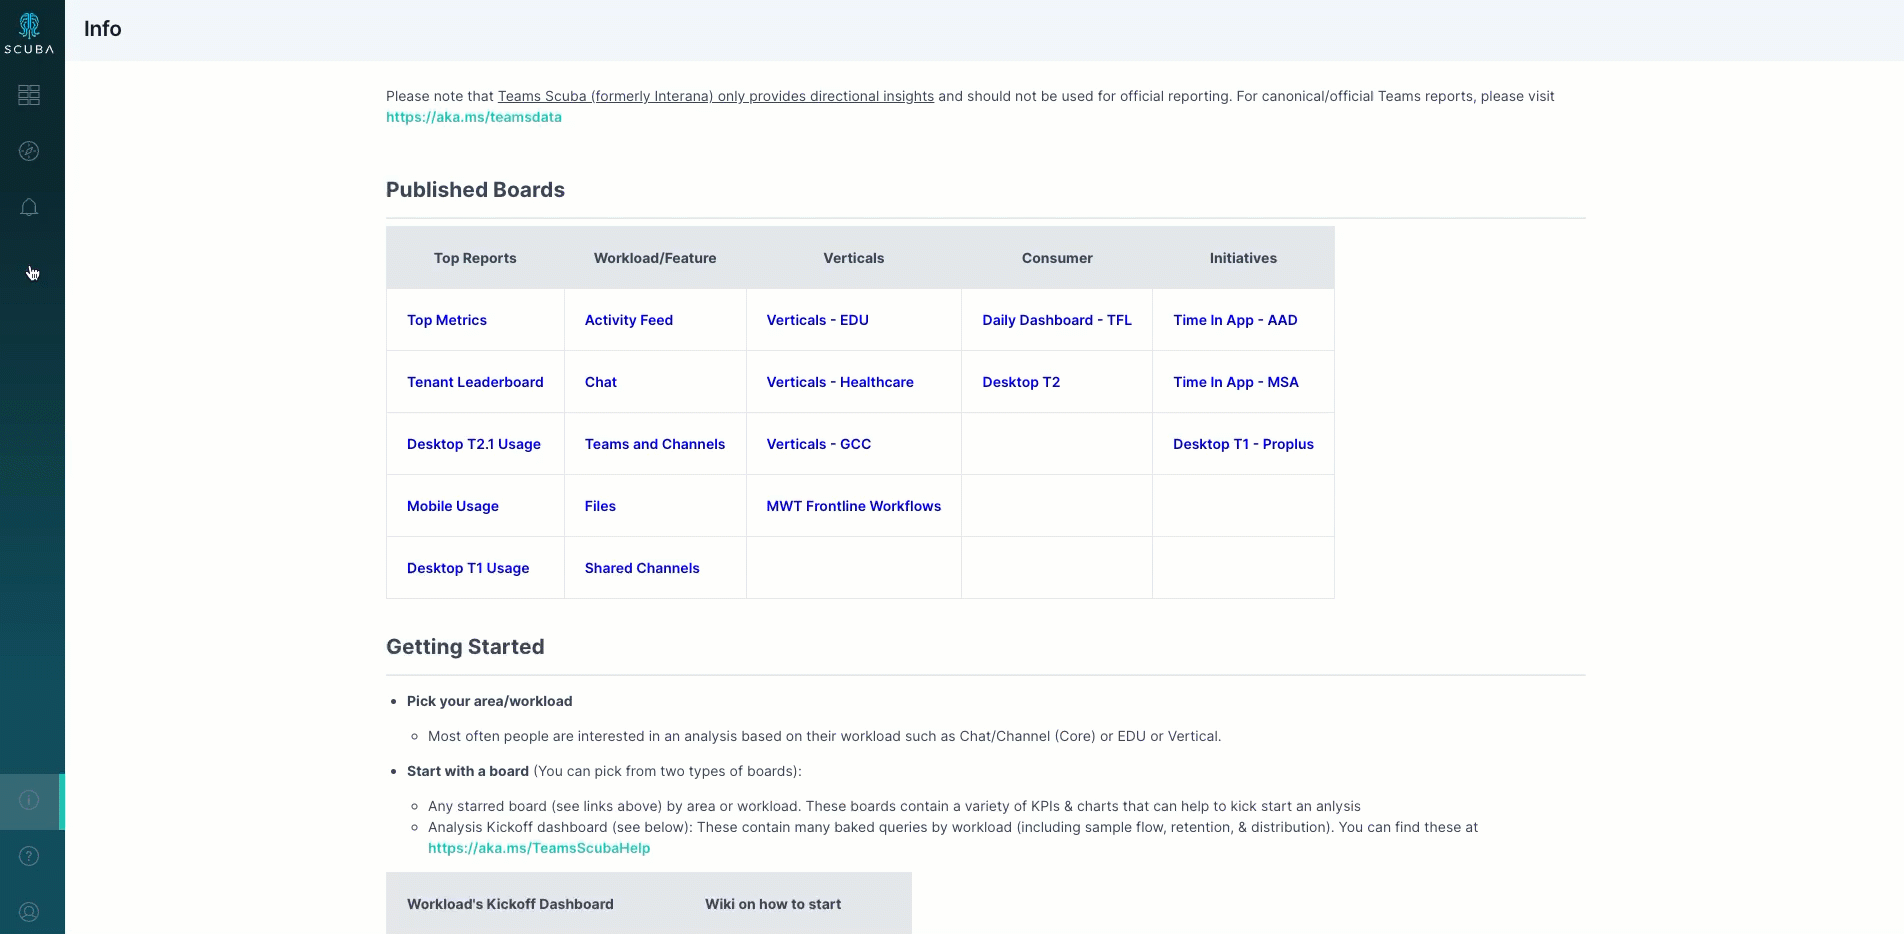 SCUBA
Info
Please note that Teams Scuba (formerly Interana) only provides directional insights and should not be used for official reporting. For canonical/official Teams reports, please visit
https://aka.ms/teamsdata
Published Boards
Top Reports Workload/Feature Verticals Consumer Initiatives
Top Metrics Activity Feed Verticals - EDU Daily Dashboard - TFL Time In App - AAD
Tenant Leaderboard Chat Verticals - Healthcare Desktop T2 Time In App - MSA
Desktop T2.1 Usage Teams and Channels Verticals - GCC Desktop T1 - Proplus
Mobile Usage Files MWT Frontline Workflows
Desktop T1 Usage Shared Channels
Getting Started
• Pick your area/workload
Most often people are interested in an analysis based on their workload such as Chat/Channel (Core) or EDU or Vertical.
• Start with a board (You can pick from two types of boards):
Any starred board (see links above) by area or workload. These boards contain a variety of KPIs & charts that can help to kick start an anlysis
Analysis Kickoff dashboard (see below): These contain many baked queries by workload (including sample flow, retention, & distribution). You can find these at
https://aka.ms/TeamsScubaHelp
Workload's Kickoff Dashboard Wiki on how to start